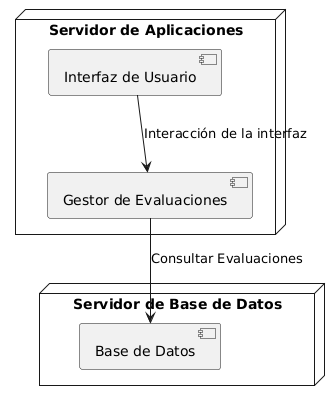 Servidor de Aplicaciones
Interfaz de Usuario
Interacción de la interfaz
Gestor de Evaluaciones
Consultar Evaluaciones
Servidor de Base de Datos
Base de Datos